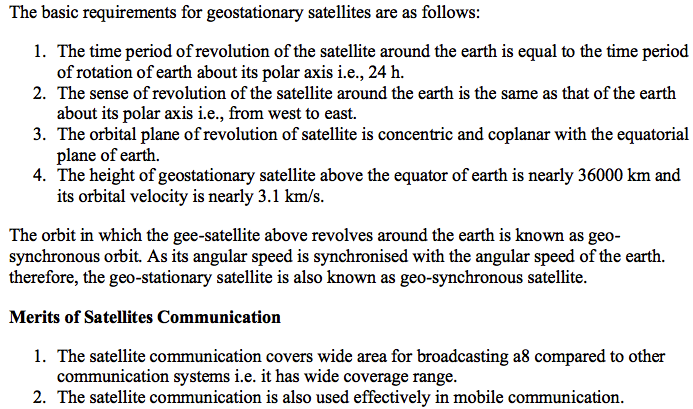 The basic requirements for geostationary satellites are as follows:
1. The time period of revolution of the satellite around the earth is equal to the time period
of rotation of earth about its polar axis i.e., 24 h.
2. The sense of revolution of the satellite around the earth is the same as that of the earth
about its polar axis i.e., from west to east.
3. The orbital plane of revolution of satellite is concentric and coplanar with the equatorial
plane of earth.
4. The height of geostationary satellite above the equator of earth is nearly 36000 km and
its orbital velocity is nearly 3.1 km/s.
The orbit in which the gee-satellite above revolves around the earth is known as geo-
synchronous orbit. As its angular speed is synchronised with the angular speed of the earth.
therefore, the geo-stationary satellite is also known as geo-synchronous satellite.
Merits of Satellites Communication
1. The satellite communication covers wide area for broadcasting a8 compared to other
communication systems i.e. it has wide coverage range.
2. The satellite communication is also used effectively in mobile communication.